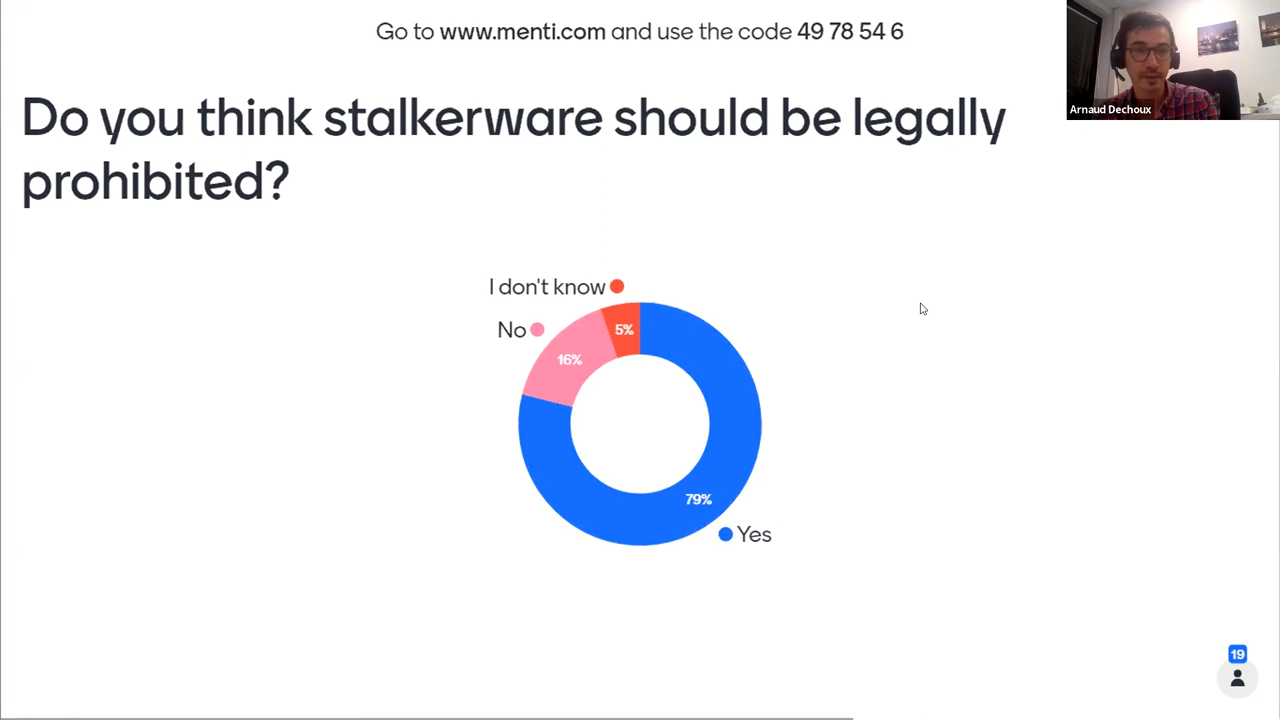 Go to www.menti.com and use the code 49 78 54 6
Arnaud Dechoux
Do you think stalkerware should be legally
prohibited?
I don't know
No
5%
16%
79%
Yes
19